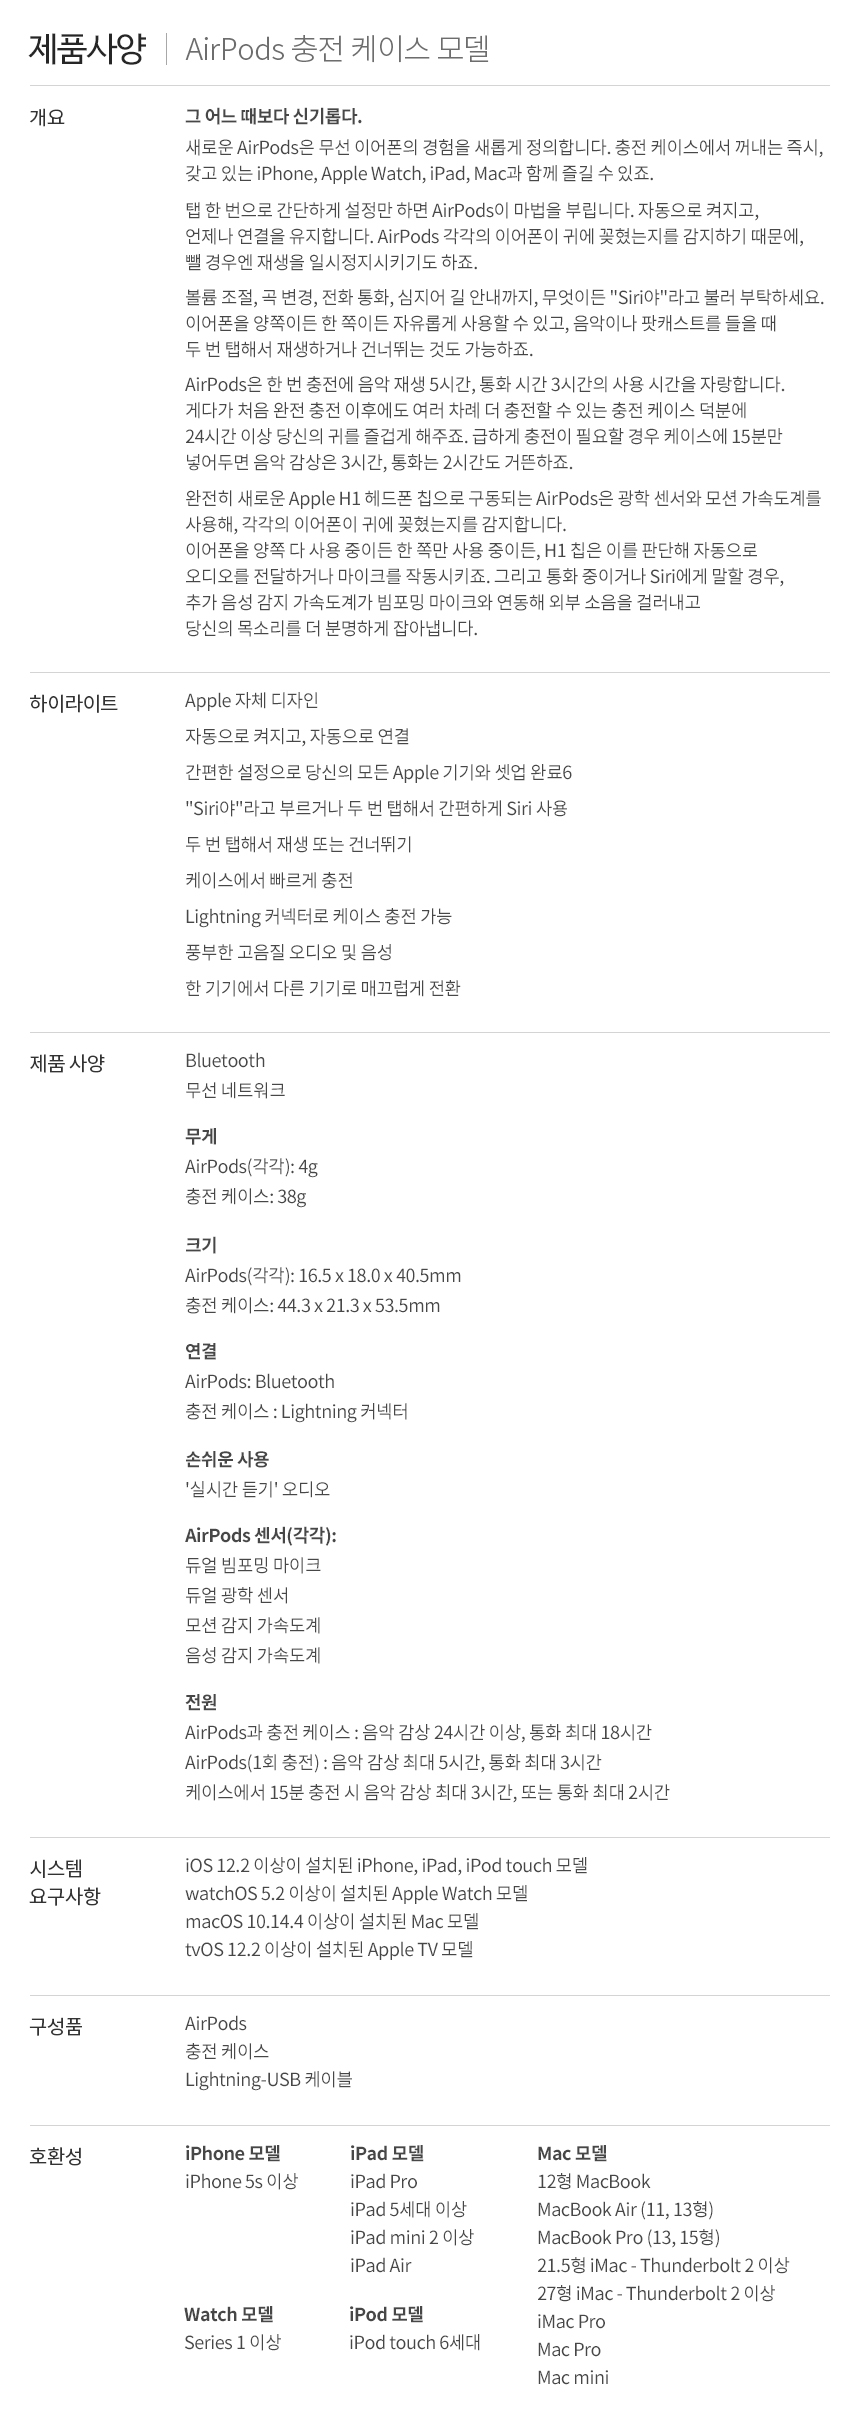 제품사양 | AirPods 충전 케이스 모델
개요
그 어느 때보다 신기롭다.
새로운 AirPods은 무선 이어폰의 경험을 새롭게 정의합니다. 충전 케이스에서 꺼내는 즉시,
갖고 있는 iPhone, Apple Watch, iPad, Mac과 함께 즐길 수 있죠.
탭 한 번으로 간단하게 설정만 하면 AirPods이 마법을 부립니다. 자동으로 켜지고,
언제나 연결을 유지합니다. AirPods 각각의 이어폰이 귀에 꽂혔는지를 감지하기 때문에,
뺄 경우엔 재생을 일시정지시키기도 하죠.
볼륨 조절, 곡 변경, 전화 통화, 심지어 길 안내까지, 무엇이든 "Siri야"라고 불러 부탁하세요.
이어폰을 양쪽이든 한 쪽이든 자유롭게 사용할 수 있고, 음악이나 팟캐스트를 들을 때
두 번 탭해서 재생하거나 건너뛰는 것도 가능하죠.
AirPods은 한 번 충전에 음악 재생 5시간, 통화 시간 3시간의 사용 시간을 자랑합니다.
게다가 처음 완전 충전 이후에도 여러 차례 더 충전할 수 있는 충전 케이스 덕분에
24시간 이상 당신의 귀를 즐겁게 해주죠. 급하게 충전이 필요할 경우 케이스에 15분만
넣어두면 음악 감상은 3시간, 통화는 2시간도 거뜬하죠.
완전히 새로운 Apple H1 헤드폰 칩으로 구동되는 AirPods은 광학 센서와 모션 가속도계를
사용해, 각각의 이어폰이 귀에 꽂혔는지를 감지합니다.
이어폰을 양쪽 다 사용 중이든 한 쪽만 사용 중이든, H1 칩은 이를 판단해 자동으로
오디오를 전달하거나 마이크를 작동시키죠. 그리고 통화 중이거나 Siri에게 말할 경우,
추가 음성 감지 가속도계가 빔포밍 마이크와 연동해 외부 소음을 걸러내고
당신의 목소리를 더 분명하게 잡아냅니다.
하이라이트
Apple 자체 디자인
자동으로 켜지고, 자동으로 연결
간편한 설정으로 당신의 모든 Apple 기기와 셋업 완료6
"Siri야"라고 부르거나 두 번 탭해서 간편하게 Siri 사용
두 번 탭해서 재생 또는 건너뛰기
케이스에서 빠르게 충전
Lightning 커넥터로 케이스 충전 가능
풍부한 고음질 오디오 및 음성
한 기기에서 다른 기기로 매끄럽게 전환
제품 사양
Bluetooth
무선 네트워크
무게
AirPods(각각): 4g
충전 케이스: 38g
크기
AirPods(각각): 16.5 x 18.0 x 40.5mm
충전 케이스: 44.3 x 21.3 x 53.5mm
연결
AirPods: Bluetooth
충전 케이스 : Lightning 커넥터
손쉬운 사용
'실시간 듣기' 오디오
AirPods 센서(각각):
듀얼 빔포밍 마이크
듀얼 광학 센서
모션 감지 가속도계
음성 감지 가속도계
전원
AirPods과 충전 케이스 : 음악 감상 24시간 이상, 통화 최대 18시간
AirPods(1회 충전) : 음악 감상 최대 5시간, 통화 최대 3시간
케이스에서 15분 충전 시 음악 감상 최대 3시간, 또는 통화 최대 2시간
시스템
요구사항
iOS 12.2 이상이 설치된 iPhone, iPad, iPod touch 모델
watchOS 5.2 이상이 설치된 Apple Watch 모델
macOS 10.14.4 이상이 설치된 Mac 모델
tvOS 12.2 이상이 설치된 Apple TV 모델
구성품
AirPods
충전 케이스
Lightning-USB 케이블
호환성
iPhone 모델
iPhone 5s 이상
iPad 모델
iPad Pro
iPad 5세대 이상
iPad mini 2 이상
iPad Air
Mac 모델
12형 MacBook
MacBook Air (11, 13형)
MacBook Pro (13, 15형)
21.5형 iMac - Thunderbolt 2 이상
27형 iMac - Thunderbolt 2 이상
iMac Pro
Mac Pro
Mac mini
Watch 모델
Series 1 이상
iPod 모델
iPod touch 6세대